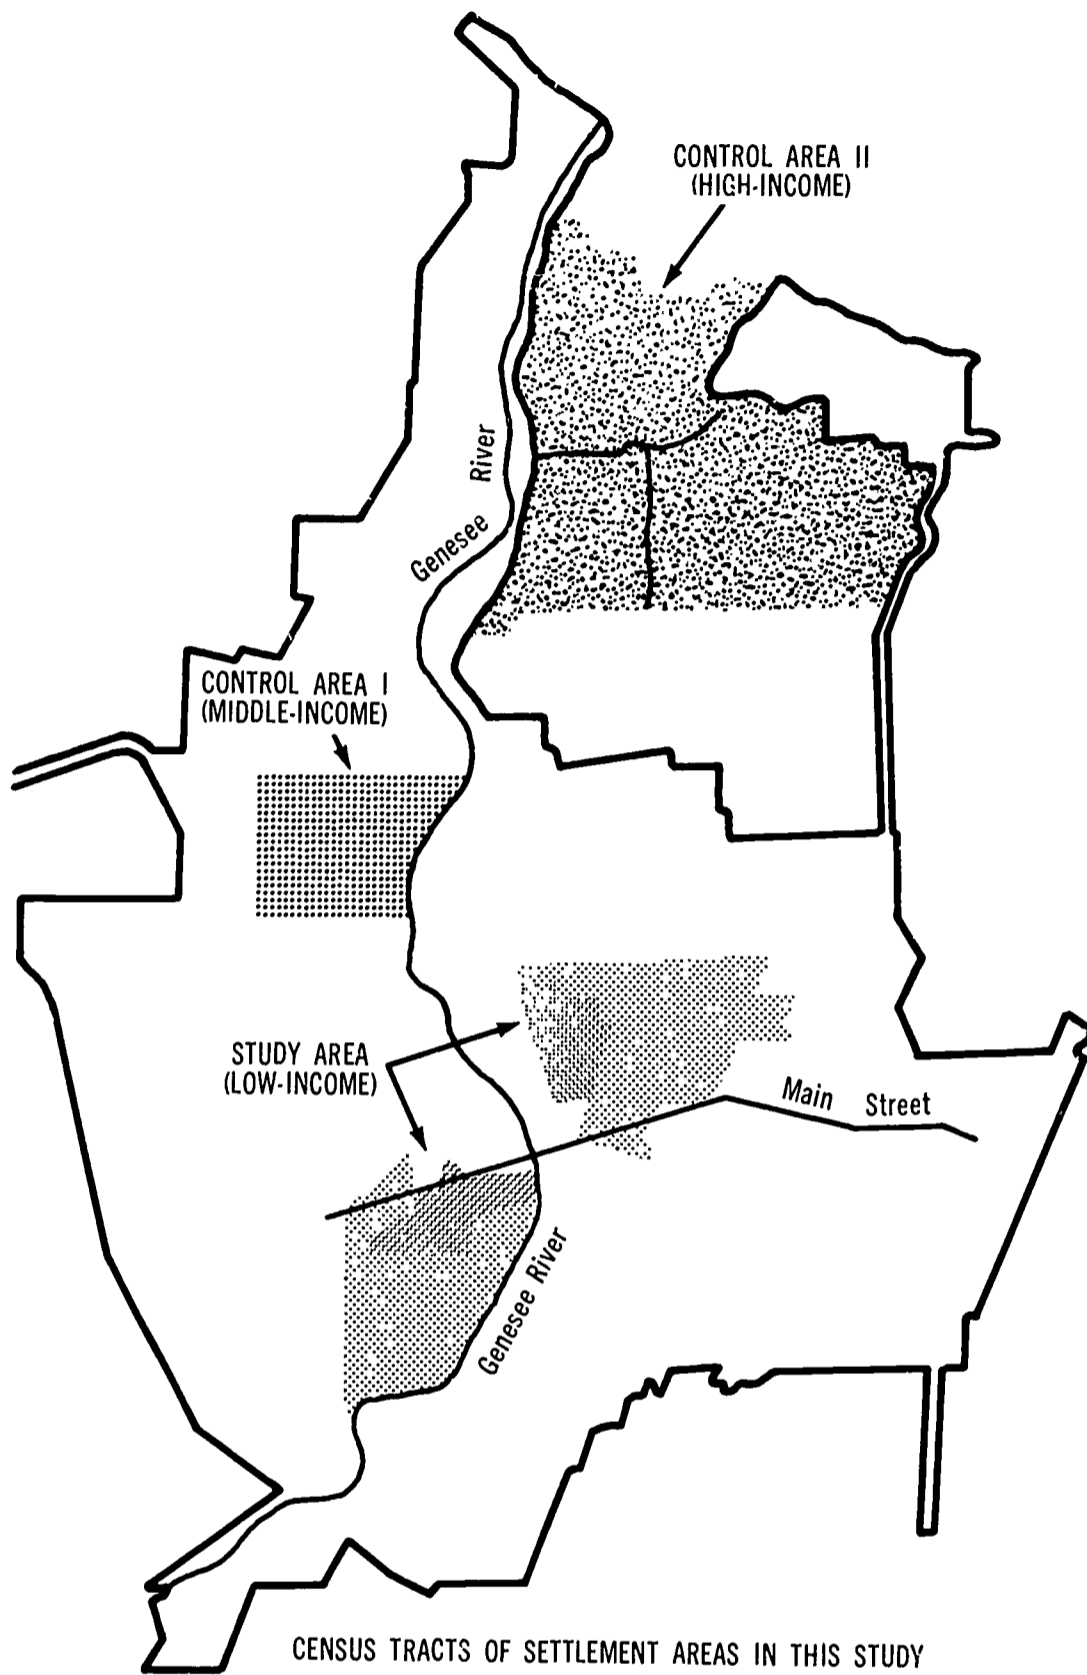 CONTROL AREA II
(HIGH-INCOME)
River
Genesee
CONTROL AREA I
(MIDDLE-INCOME)
STUDY AREA
(LOW-INCOME)
Main Street
Genesee River
CENSUS TRACTS OF SETTLEMENT AREAS IN THIS STUDY